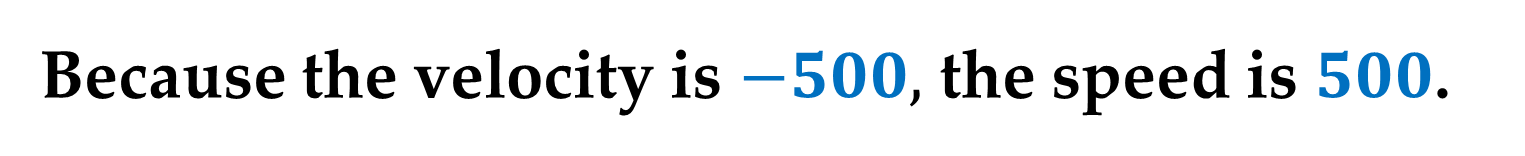 Because the velocity is −500, the speed is 500.